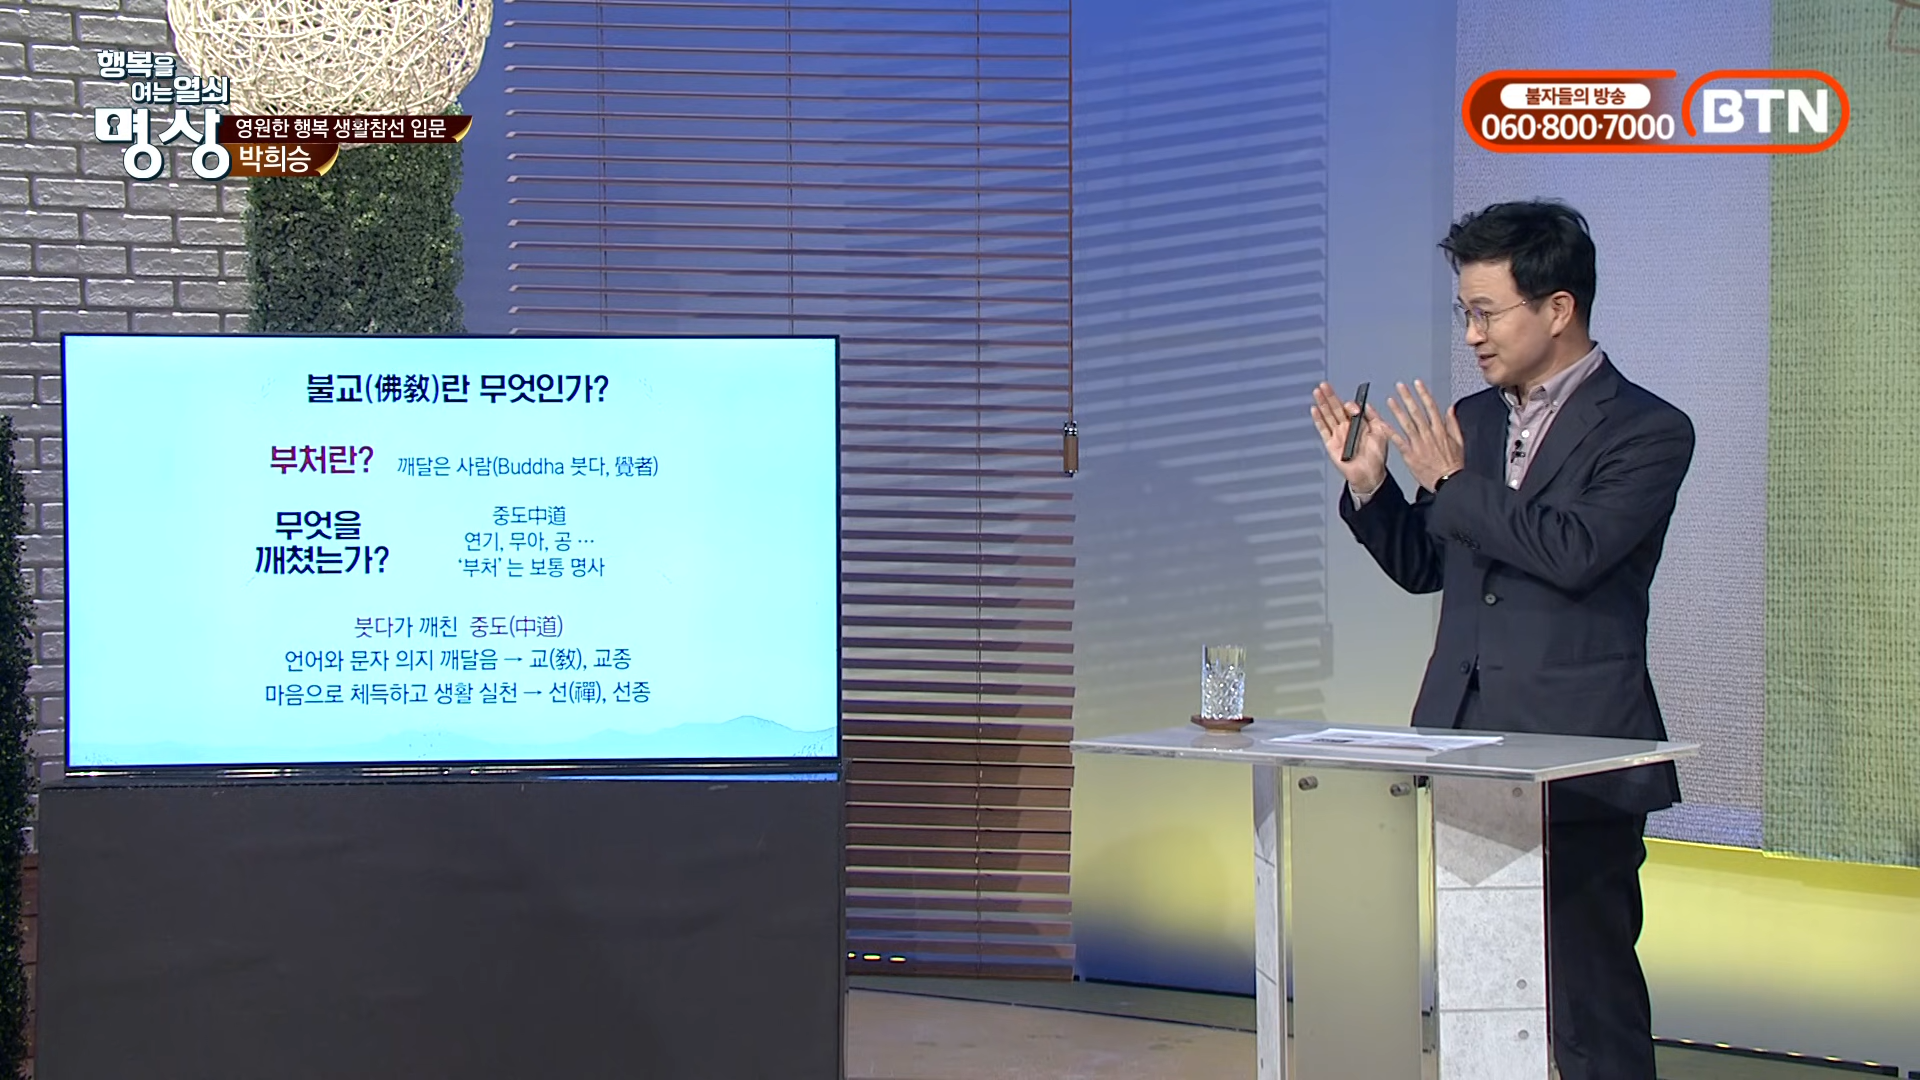 행복을
여는열쇠
명상
영원한 행복 생활참선 입문
박희승
불자들의 방송
060·800·7000
BTN
불교(佛敎)란 무엇인가?
부처란? 깨달은 사람(Buddha 붓다, 覺者)
무엇을
깨쳤는가?
중도中道
연기, 무아, 공 …
‘부처’는 보통 명사
붓다가 깨친 중도(中道)
언어와 문자 의지 깨달음 → 교(敎), 교종
마음으로 체득하고 생활 실천 → 선(禪), 선종